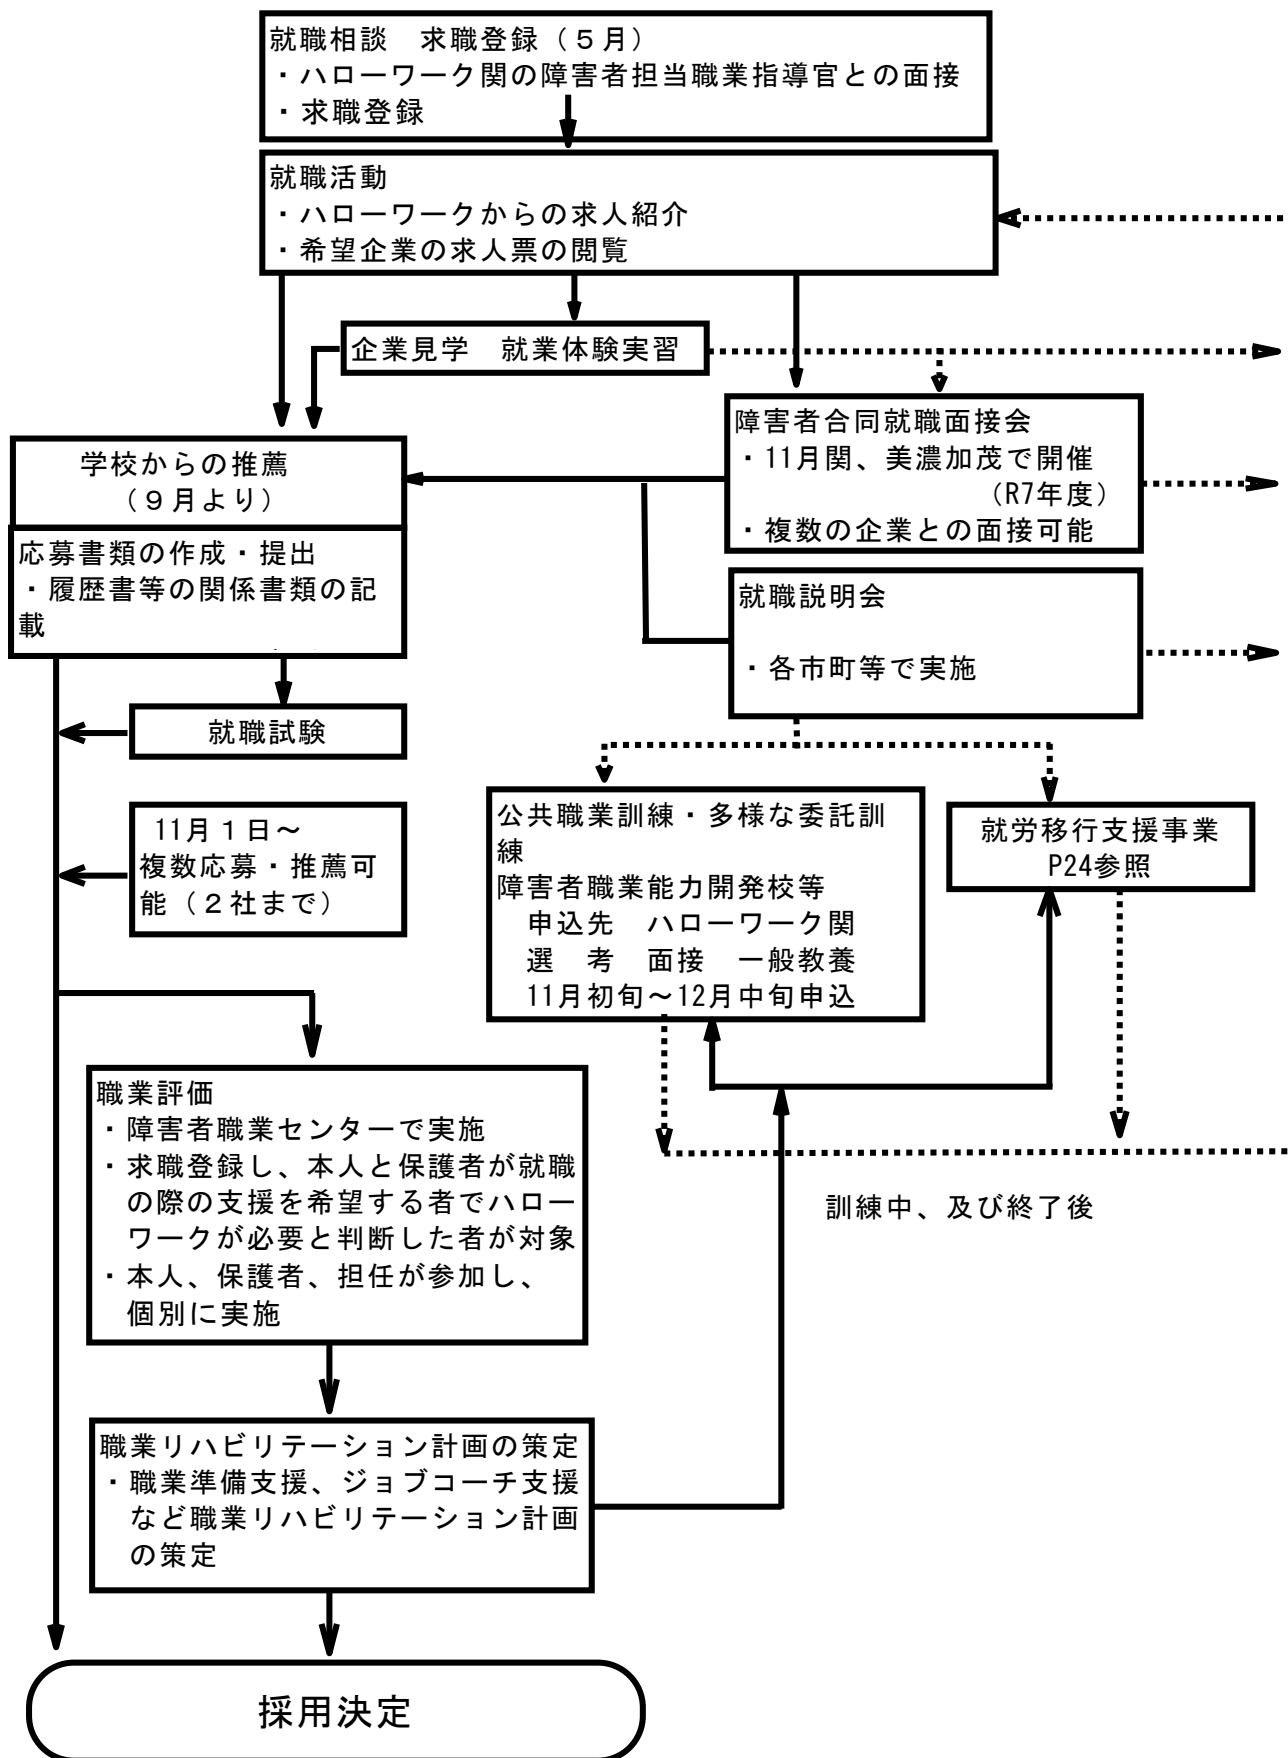 就職相談　求職登録（５月）
・ハローワーク関の障害者担当職業指導官との面接
・求職登録
就職活動
・ハローワークからの求人紹介
・希望企業の求人票の閲覧
企業見学　就業体験実習
障害者合同就職面接会
・11月関、美濃加茂で開催
（R7年度）
・複数の企業との面接可能
学校からの推薦
（９月より）
応募書類の作成・提出
・履歴書等の関係書類の記
載
就職説明会
・各市町等で実施
就職試験
11月１日～
複数応募・推薦可
能（２社まで）
公共職業訓練・多様な委託訓
練
障害者職業能力開発校等
申込先　ハローワーク関
選　考　面接　一般教養
11月初旬～12月中旬申込
就労移行支援事業
P24参照
職業評価
・障害者職業センターで実施
・求職登録し、本人と保護者が就職
の際の支援を希望する者でハロー
ワークが必要と判断した者が対象
・本人、保護者、担任が参加し、
個別に実施
訓練中、及び終了後
職業リハビリテーション計画の策定
・職業準備支援、ジョブコーチ支援
など職業リハビリテーション計画
の策定
採用決定